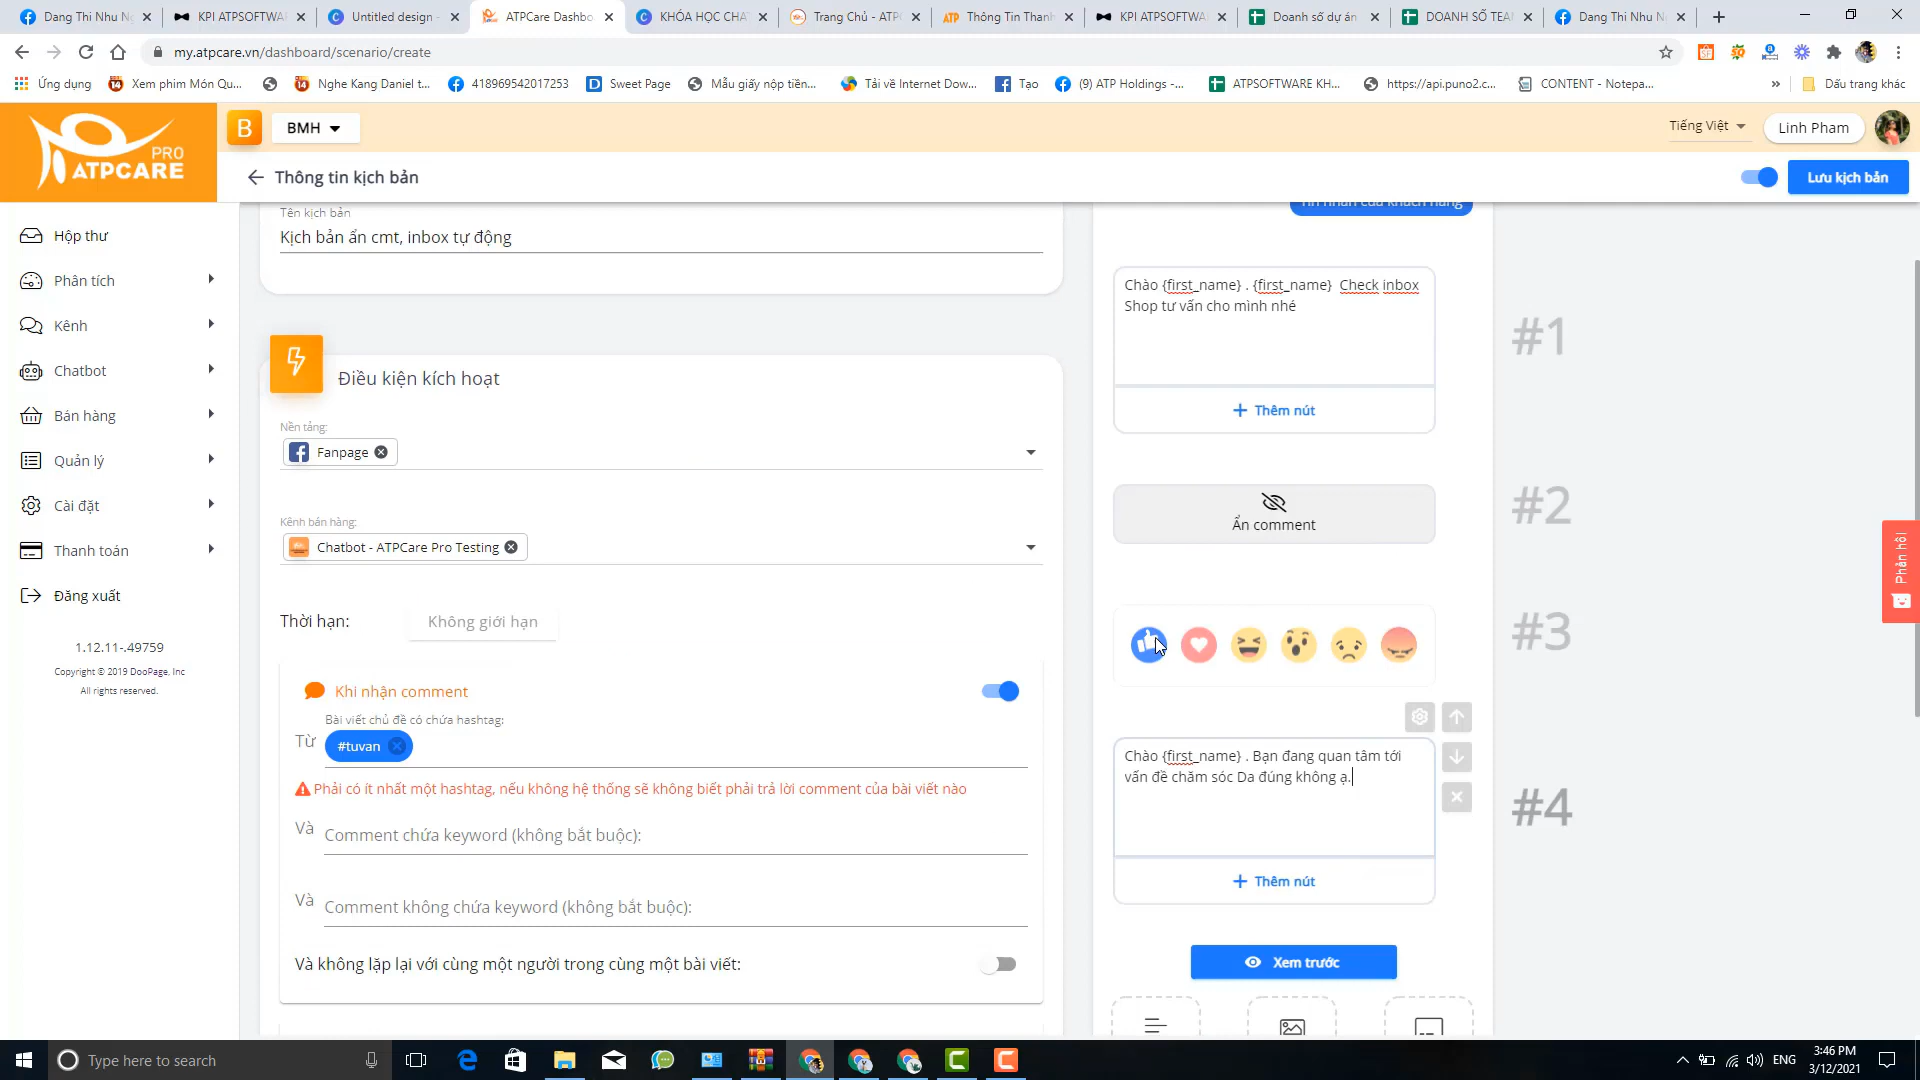 Dang Thi Nhu N
KPI ATPSOFTWA
Untitled design -
ATPCare Dashbo
KHÓA HỌC CHA
Trang Chủ - ATPC
ATP Thông Tin Thanh
KPI ATPSOFTWA
Doanh số dự án
DOANH SỐ TEA
Dang Thi Nhu N
my.atpcare.vn/dashboard/scenario/create
Ứng dụng
Xem phim Món Qu...
Nghe Kang Daniel t...
418969542017253
Sweet Page
Mẫu giấy nộp tiền...
Tải về Internet Dow...
Tạo
(9) ATP Holdings -...
ATPSOFTWARE KH...
https://api.puno2.c...
CONTENT - Notepa...
»
Dấu trang khác
PRO
ATPCARE
B
BMH
Tiếng Việt
Linh Pham
Thông tin kịch bản
Lưu kịch bản
Hộp thư
Phân tích
Kênh
Chatbot
Bán hàng
Quản lý
Cài đặt
Thanh toán
Đăng xuất
1.12.11-.49759
Copyright © 2019 DooPage, Inc
All rights reserved.
Tên kịch bản
Kịch bản ẩn cmt, inbox tự động
Điều kiện kích hoạt
Nền tảng:
Fanpage
Kênh bán hàng:
Chatbot - ATPCare Pro Testing
Thời hạn:
Không giới hạn
Khi nhận comment
Bài viết chủ đề có chứa hashtag:
Từ
#tuvan
Phải có ít nhất một hashtag, nếu không hệ thống sẽ không biết phải trả lời comment của bài viết nào
Và
Comment chứa keyword (không bắt buộc):
Và
Comment không chứa keyword (không bắt buộc):
Và không lặp lại với cùng một người trong cùng một bài viết:
Tin nhắn của khách hàng
Chào {first_name} . {first_name} Check inbox
Shop tư vấn cho mình nhé
Thêm nút
#1
Ẩn comment
#2
#3
Chào {first_name} . Bạn đang quan tâm tới
vấn đề chăm sóc Da đúng không ạ.
Thêm nút
#4
Xem trước
Phản hồi
Type here to search
ENG
3:46 PM
3/12/2021